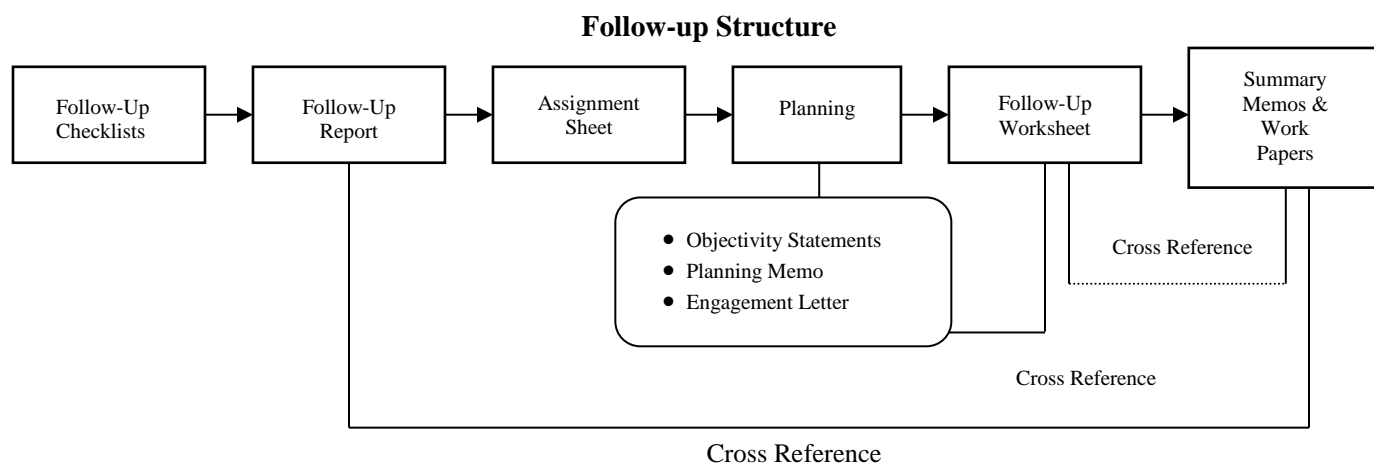 Follow-up Structure
Follow-Up
Checklists
Follow-Up
Report
Assignment
Sheet
Planning
Follow-Up
Worksheet
Summary
Memos &
Work
Papers
● Objectivity Statements
● Planning Memo
● Engagement Letter
Cross Reference
Cross Reference
Cross Reference